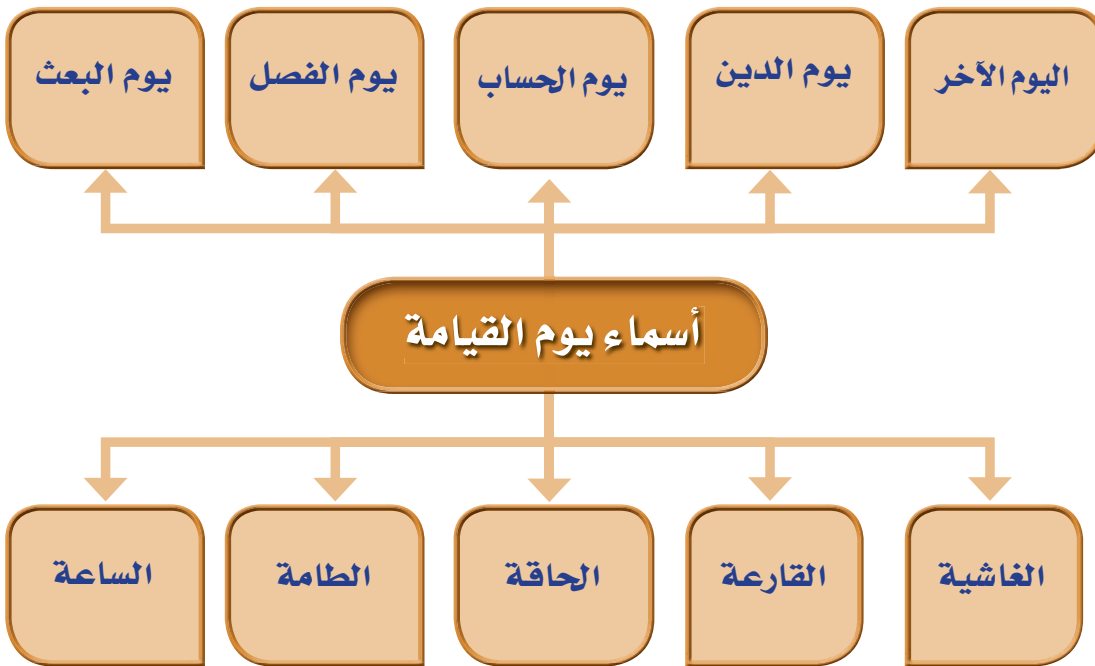 اليوم الآخر
يوم الدين
يوم الحساب
يوم الفصل
يوم البعث
أسماء يوم القيامة
الغاشية
القارعة
الحاقة
الطامة
الساعة